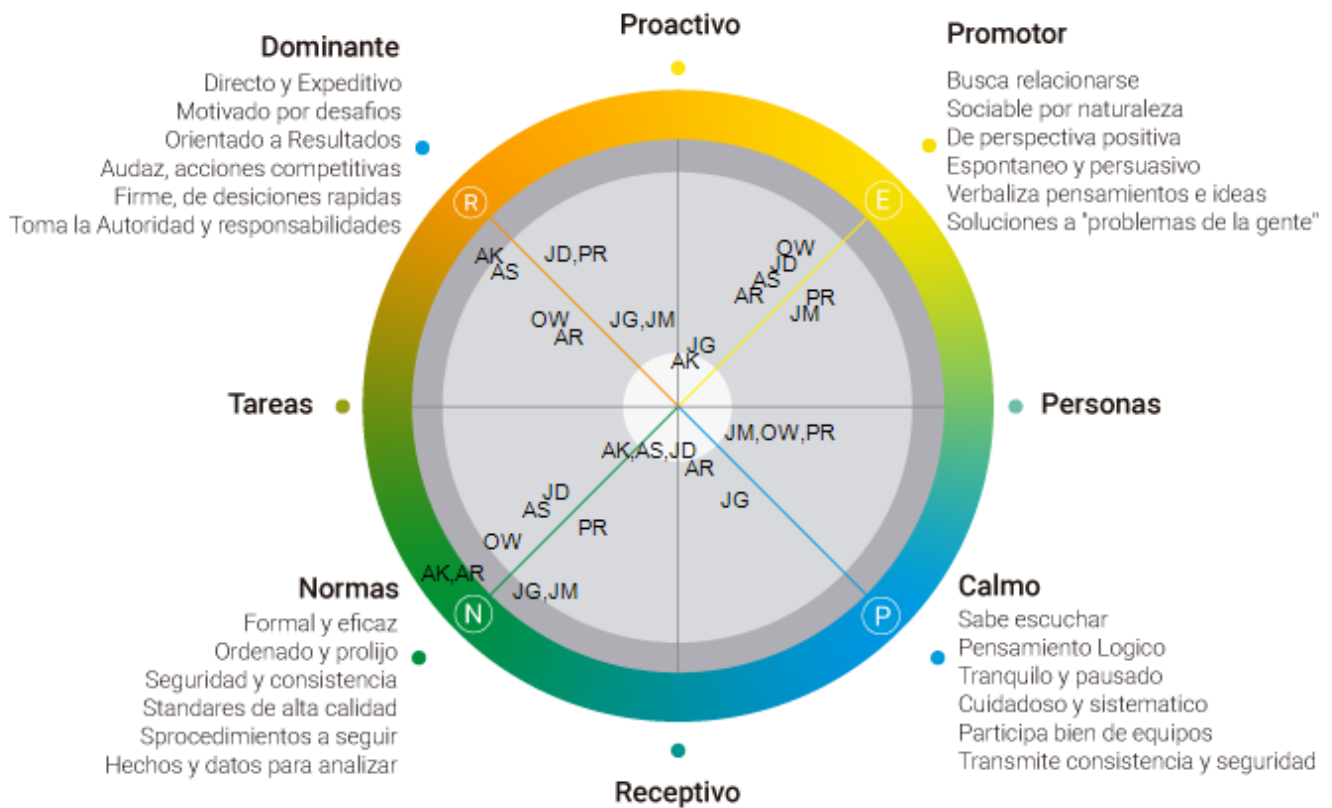 Proactivo
Dominante
Directo y Expeditivo
Motivado por desafios
Orientado a Resultados
Audaz, acciones competitivas
Firme, de desiciones rapidas
Toma la Autoridad y responsabilidades
Promotor
Busca relacionarse
Sociable por naturaleza
De perspectiva positiva
Espontaneo y persuasivo
Verbaliza pensamientos e ideas
Soluciones a "problemas de la gente"
R
E
AK
AS
JD,PR
OW
AR
JG,JM
OW
JD
AS
AR
PR
JM
JG
AK
Tareas
Personas
JM,OW,PR
AK,AS,JD
AR
JG
JD
AS
PR
OW
AK,AR
JG,JM
N
P
Normas
Formal y eficaz
Ordenado y prolijo
Seguridad y consistencia
Standares de alta calidad
Sprocedimientos a seguir
Hechos y datos para analizar
Calmo
Sabe escuchar
Pensamiento Logico
Tranquilo y pausado
Cuidadoso y sistematico
Participa bien de equipos
Transmite consistencia y seguridad
Receptivo